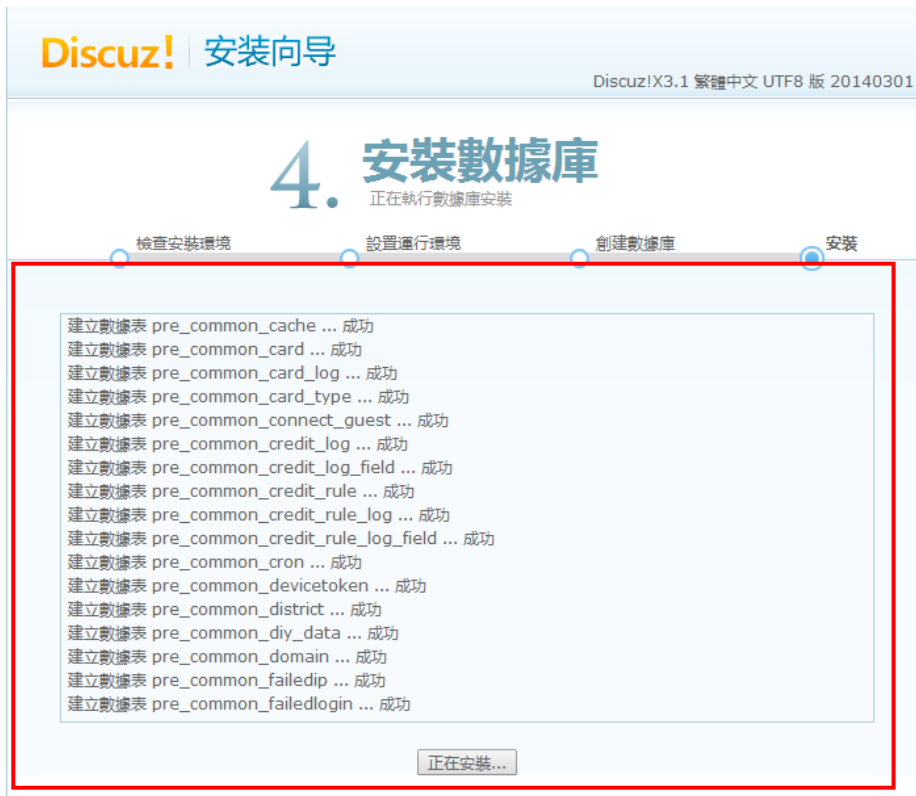 Discuz! 安装向导
Discuz!X3.1 繁體中文 UTF8 版 20140301
4. 安裝數據庫
正在執行數據庫安裝
檢查安裝環境 設置運行環境 創建數據庫 安裝
建立數據表 pre_common_cache ... 成功
建立數據表 pre_common_card ... 成功
建立數據表 pre_common_card_log ... 成功
建立數據表 pre_common_card_type ... 成功
建立數據表 pre_common_connect_guest ... 成功
建立數據表 pre_common_credit_log ... 成功
建立數據表 pre_common_credit_log_field ... 成功
建立數據表 pre_common_credit_rule ... 成功
建立數據表 pre_common_credit_rule_log ... 成功
建立數據表 pre_common_credit_rule_log_field ... 成功
建立數據表 pre_common_cron ... 成功
建立數據表 pre_common_devicetoken ... 成功
建立數據表 pre_common_district ... 成功
建立數據表 pre_common_diy_data ... 成功
建立數據表 pre_common_domain ... 成功
建立數據表 pre_common_failedip ... 成功
建立數據表 pre_common_failedlogin ... 成功
正在安裝...